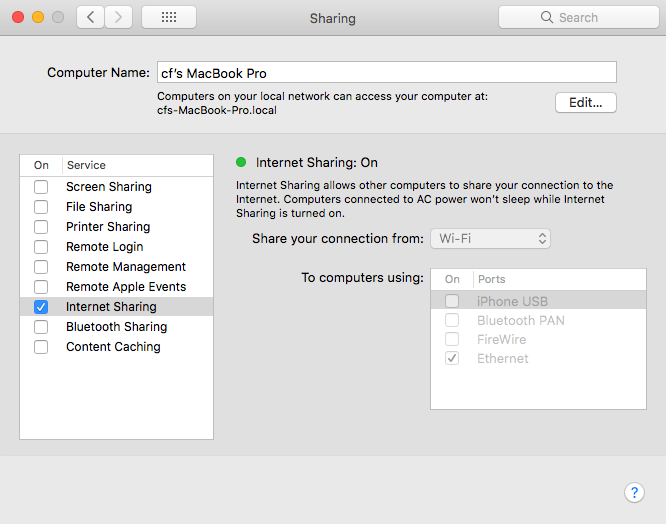 Sharing
Search
Computer Name: cf's MacBook Pro
Computers on your local network can access your computer at:
cfs-MacBook-Pro.local
Edit...
On Service
Screen Sharing
File Sharing
Printer Sharing
Remote Login
Remote Management
Remote Apple Events
Internet Sharing
Bluetooth Sharing
Content Caching
Internet Sharing: On
Internet Sharing allows other computers to share your connection to the
Internet. Computers connected to AC power won't sleep while Internet
Sharing is turned on.
Share your connection from: Wi-Fi
To computers using:
On Ports
iPhone USB
Bluetooth PAN
FireWire
Ethernet
?